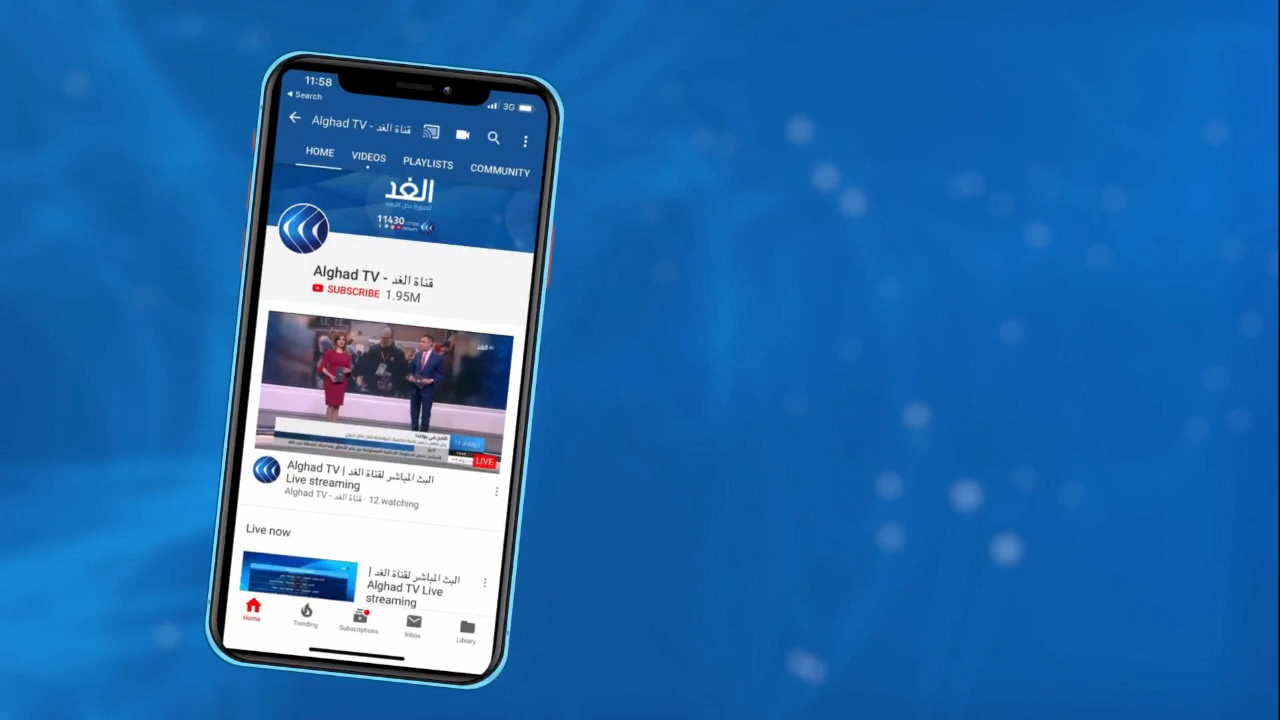 11:58
Search
3G
Alghad TV - قناة الغد
HOME VIDEOS PLAYLISTS COMMUNITY
الغد
11430
Alghad TV - قناة الغد
SUBSCRIBE 1.95M
الغد
LIVE
Alghad TV | البث المباشر لقناة الغد
Live streaming
Alghad TV - قناة الغد · 12 watching
Live now
البث المباشر لقناة الغد |
Alghad TV Live
streaming
Home Trending Subscriptions Inbox Library